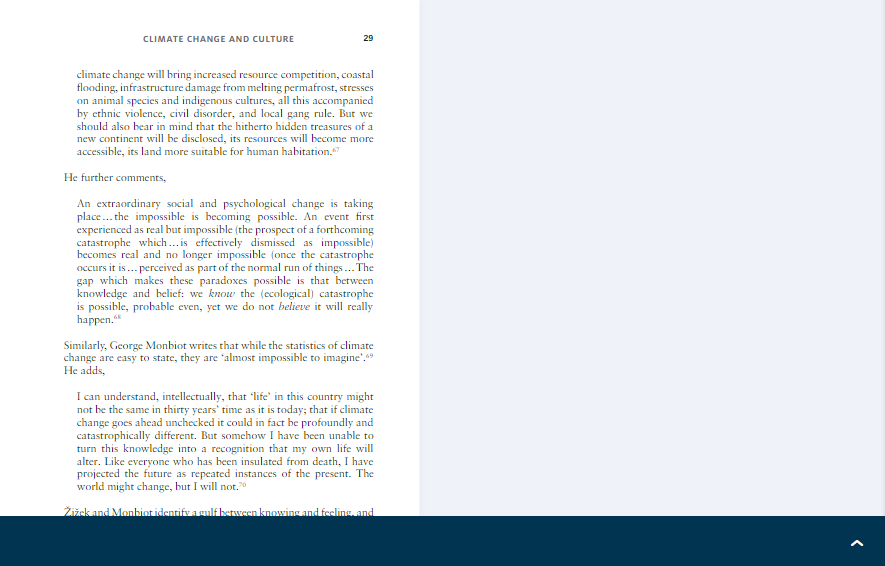 CLIMATE CHANGE AND CULTURE 29
climate change will bring increased resource competition, coastal
flooding, infrastructure damage from melting permafrost, stresses
on animal species and indigenous cultures, all this accompanied
by ethnic violence, civil disorder, and local gang rule. But we
should also bear in mind that the hitherto hidden treasures of a
new continent will be disclosed, its resources will become more
accessible, its land more suitable for human habitation.67
He further comments,
An extraordinary social and psychological change is taking
place…the impossible is becoming possible. An event first
experienced as real but impossible (the prospect of a forthcoming
catastrophe which…is effectively dismissed as impossible)
becomes real and no longer impossible (once the catastrophe
occurs it is…perceived as part of the normal run of things…The
gap which makes these paradoxes possible is that between
knowledge and belief: we know the (ecological) catastrophe
is possible, probable even, yet we do not believe it will really
happen.68
Similarly, George Monbiot writes that while the statistics of climate
change are easy to state, they are ‘almost impossible to imagine’.69
He adds,
I can understand, intellectually, that ‘life’ in this country might
not be the same in thirty years’ time as it is today; that if climate
change goes ahead unchecked it could in fact be profoundly and
catastrophically different. But somehow I have been unable to
turn this knowledge into a recognition that my own life will
alter. Like everyone who has been insulated from death, I have
projected the future as repeated instances of the present. The
world might change, but I will not.70
Žižek and Monbiot identify a gulf between knowing and feeling, and